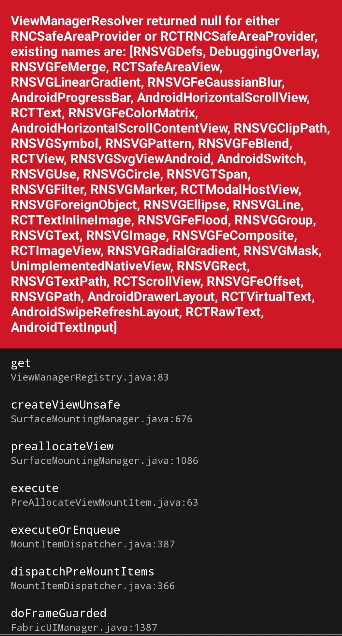 ViewManagerResolver returned null for either
RNCSafeAreaProvider or RCTRNCSafeAreaProvider,
existing names are: [RNSVGDefs, DebuggingOverlay,
RNSVGFeMerge, RCTSafeAreaView,
RNSVGLinearGradient, RNSVGFeGaussianBlur,
AndroidProgressBar, AndroidHorizontalScrollView,
RCTText, RNSVGFeColorMatrix,
AndroidHorizontalScrollContentView, RNSVGClipPath,
RNSVGSymbol, RNSVGPattern, RNSVGFeBlend,
RCTView, RNSVGSvgViewAndroid, AndroidSwitch,
RNSVGUse, RNSVGCircle, RNSVGTSpan,
RNSVGFilter, RNSVGMarker, RCTModalHostView,
RNSVGForeignObject, RNSVGEllipse, RNSVGLine,
RCTTextInlineImage, RNSVGFeFlood, RNSVGGroup,
RNSVGText, RNSVGImage, RNSVGFeComposite,
RCTImageView, RNSVGRadialGradient, RNSVGMask,
UnimplementedNativeView, RNSVGRect,
RNSVGTextPath, RCTScrollView, RNSVGFeOffset,
RNSVGPath, AndroidDrawerLayout, RCTVirtualText,
AndroidSwipeRefreshLayout, RCTRawText,
AndroidTextInput]
get
ViewManagerRegistry.java:83
createViewUnsafe
SurfaceMountingManager.java:676
preallocateView
SurfaceMountingManager.java:1086
execute
PreAllocateViewMountItem.java:63
executeOrEnqueue
MountItemDispatcher.java:387
dispatchPreMountItems
MountItemDispatcher.java:366
doFrameGuarded
FabricUIManager.java:1387